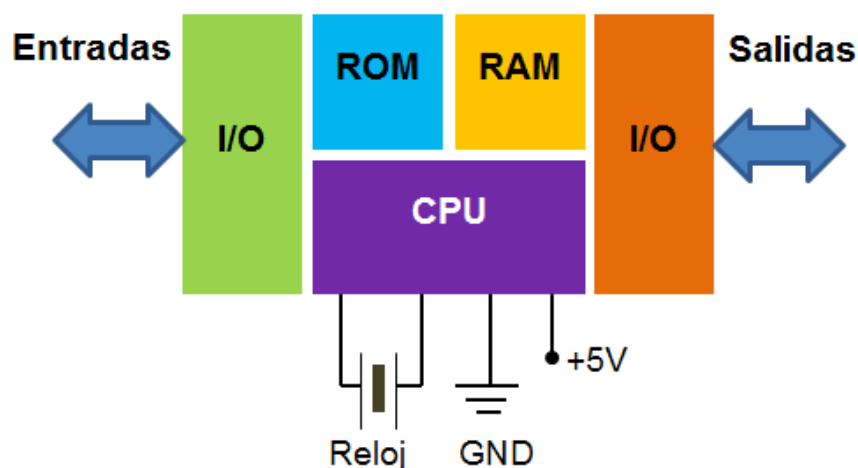 Entradas
I/O
ROM
RAM
I/O
Salidas
CPU
+5V
Reloj
GND